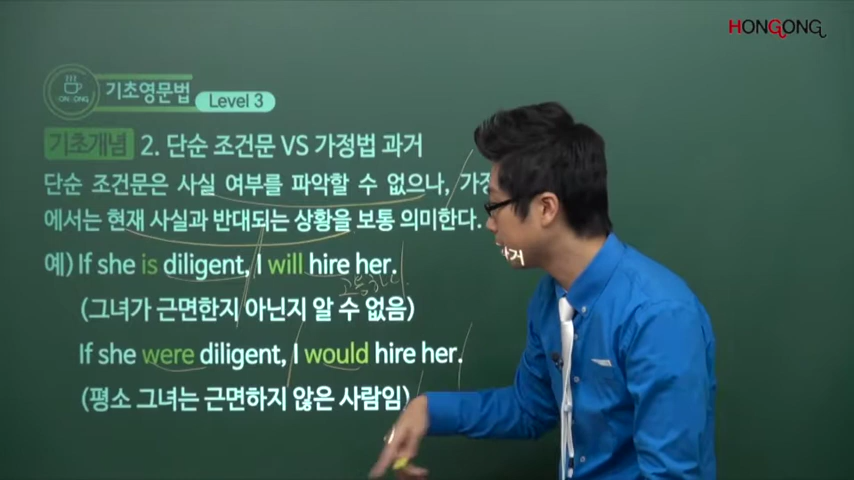 HONGONG
기초영문법
Level 3
기초개념 2. 단순 조건문 VS 가정법 과거
단순 조건문은 사실 여부를 파악할 수 없으나, 가정
에서는 현재 사실과 반대되는 상황을 보통 의미한다.
예) If she is diligent, I will hire her.
고용하다.
(그녀가 근면한지 아닌지 알 수 없음)
If she were diligent, I would hire her.
(평소 그녀는 근면하지 않은 사람임)